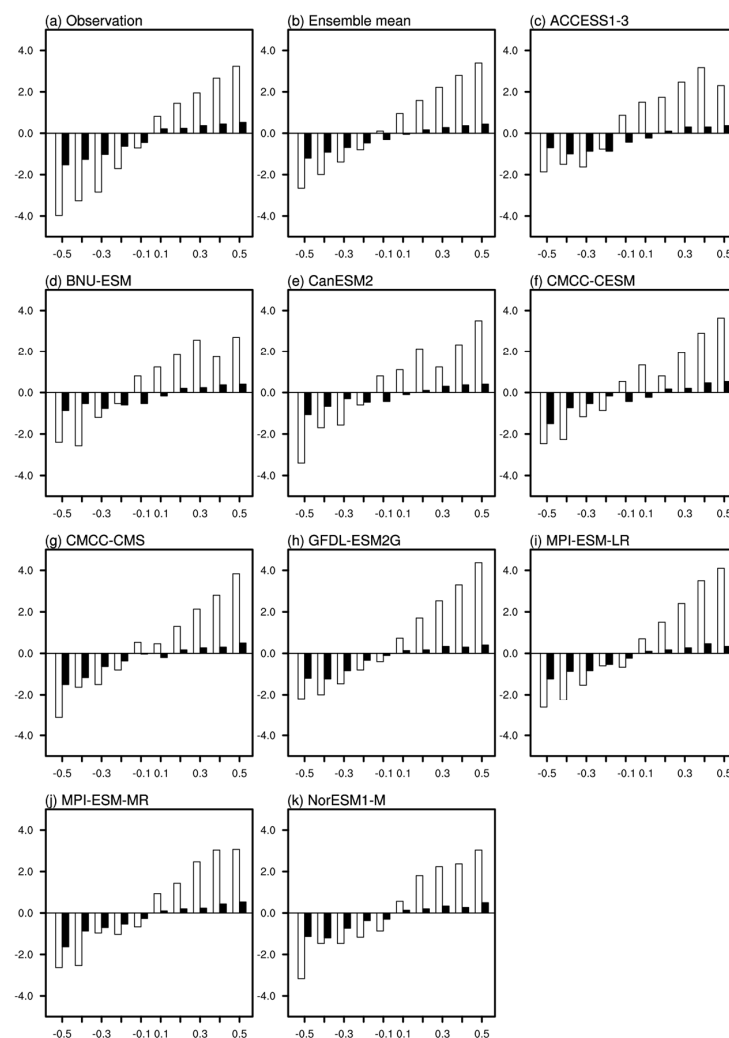 (a) Observation (b) Ensemble mean (c) ACCESS1-3
4.0 4.0 4.0
2.0 2.0 2.0
0.0 0.0 0.0
-2.0 -2.0 -2.0
-4.0 -4.0 -4.0
-0.5 -0.3 -0.1 0.1 0.3 0.5 -0.5 -0.3 -0.1 0.1 0.3 0.5 -0.5 -0.3 -0.1 0.1 0.3 0.5
(d) BNU-ESM (e) CanESM2 (f) CMCC-CESM
4.0 4.0 4.0
2.0 2.0 2.0
0.0 0.0 0.0
-2.0 -2.0 -2.0
-4.0 -4.0 -4.0
-0.5 -0.3 -0.1 0.1 0.3 0.5 -0.5 -0.3 -0.1 0.1 0.3 0.5 -0.5 -0.3 -0.1 0.1 0.3 0.5
(g) CMCC-CMS (h) GFDL-ESM2G (i) MPI-ESM-LR
4.0 4.0 4.0
2.0 2.0 2.0
0.0 0.0 0.0
-2.0 -2.0 -2.0
-4.0 -4.0 -4.0
-0.5 -0.3 -0.1 0.1 0.3 0.5 -0.5 -0.3 -0.1 0.1 0.3 0.5 -0.5 -0.3 -0.1 0.1 0.3 0.5
(j) MPI-ESM-MR (k) NorESM1-M
4.0 4.0
2.0 2.0
0.0 0.0
-2.0 -2.0
-4.0 -4.0
-0.5 -0.3 -0.1 0.1 0.3 0.5 -0.5 -0.3 -0.1 0.1 0.3 0.5